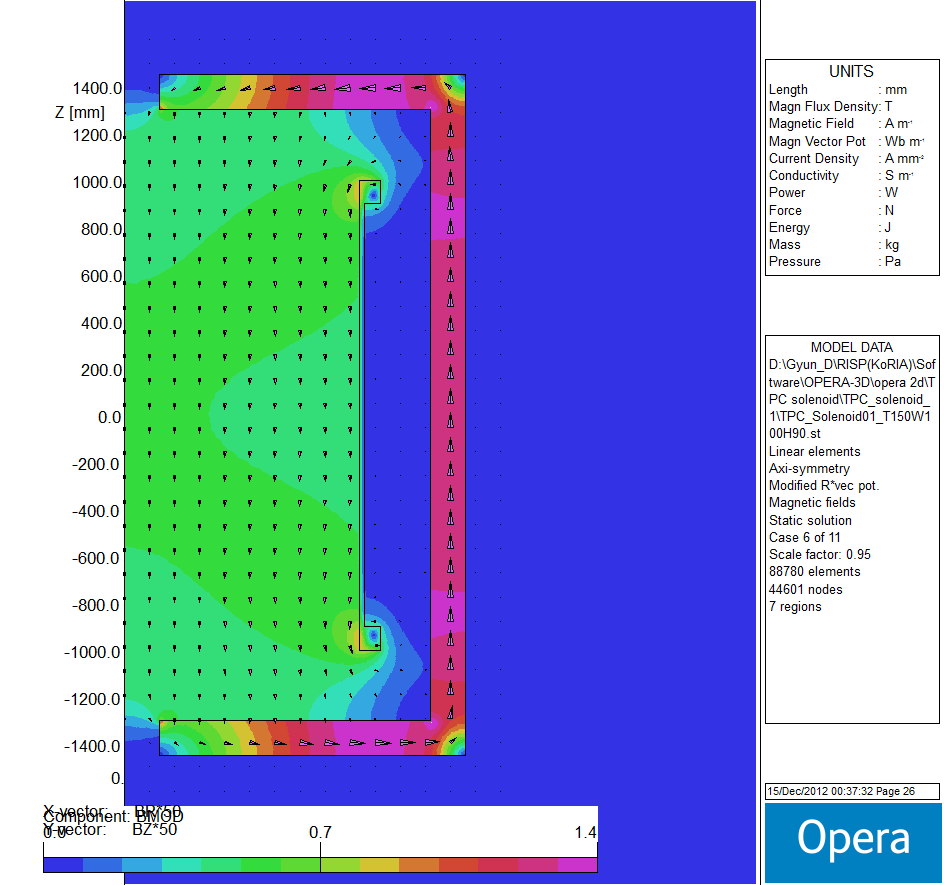 1400.0
Z [mm]
1200.0
1000.0
800.0
600.0
400.0
200.0
0.0
-200.0
-400.0
-600.0
-800.0
-1000.0
-1200.0
-1400.0
0.
X-vector: BR*50
Component: BMOD
Y-vector: BZ*50
0.0
0.7
1.4
UNITS
Length : mm
Magn Flux Density: T
Magnetic Field : A m⁻¹
Magn Vector Pot : Wb m⁻¹
Current Density : A mm⁻²
Conductivity : S m⁻¹
Power : W
Force : N
Energy : J
Mass : kg
Pressure : Pa
MODEL DATA
D:\Gyun_D\RISP(KoRIA)\Sof
tware\OPERA-3D\opera 2d\T
PC solenoid\TPC_solenoid_
1\TPC_Solenoid01_T150W1
00H90.st
Linear elements
Axi-symmetry
Modified R*vec pot.
Magnetic fields
Static solution
Case 6 of 11
Scale factor: 0.95
88780 elements
44601 nodes
7 regions
15/Dec/2012 00:37:32 Page 26
Opera